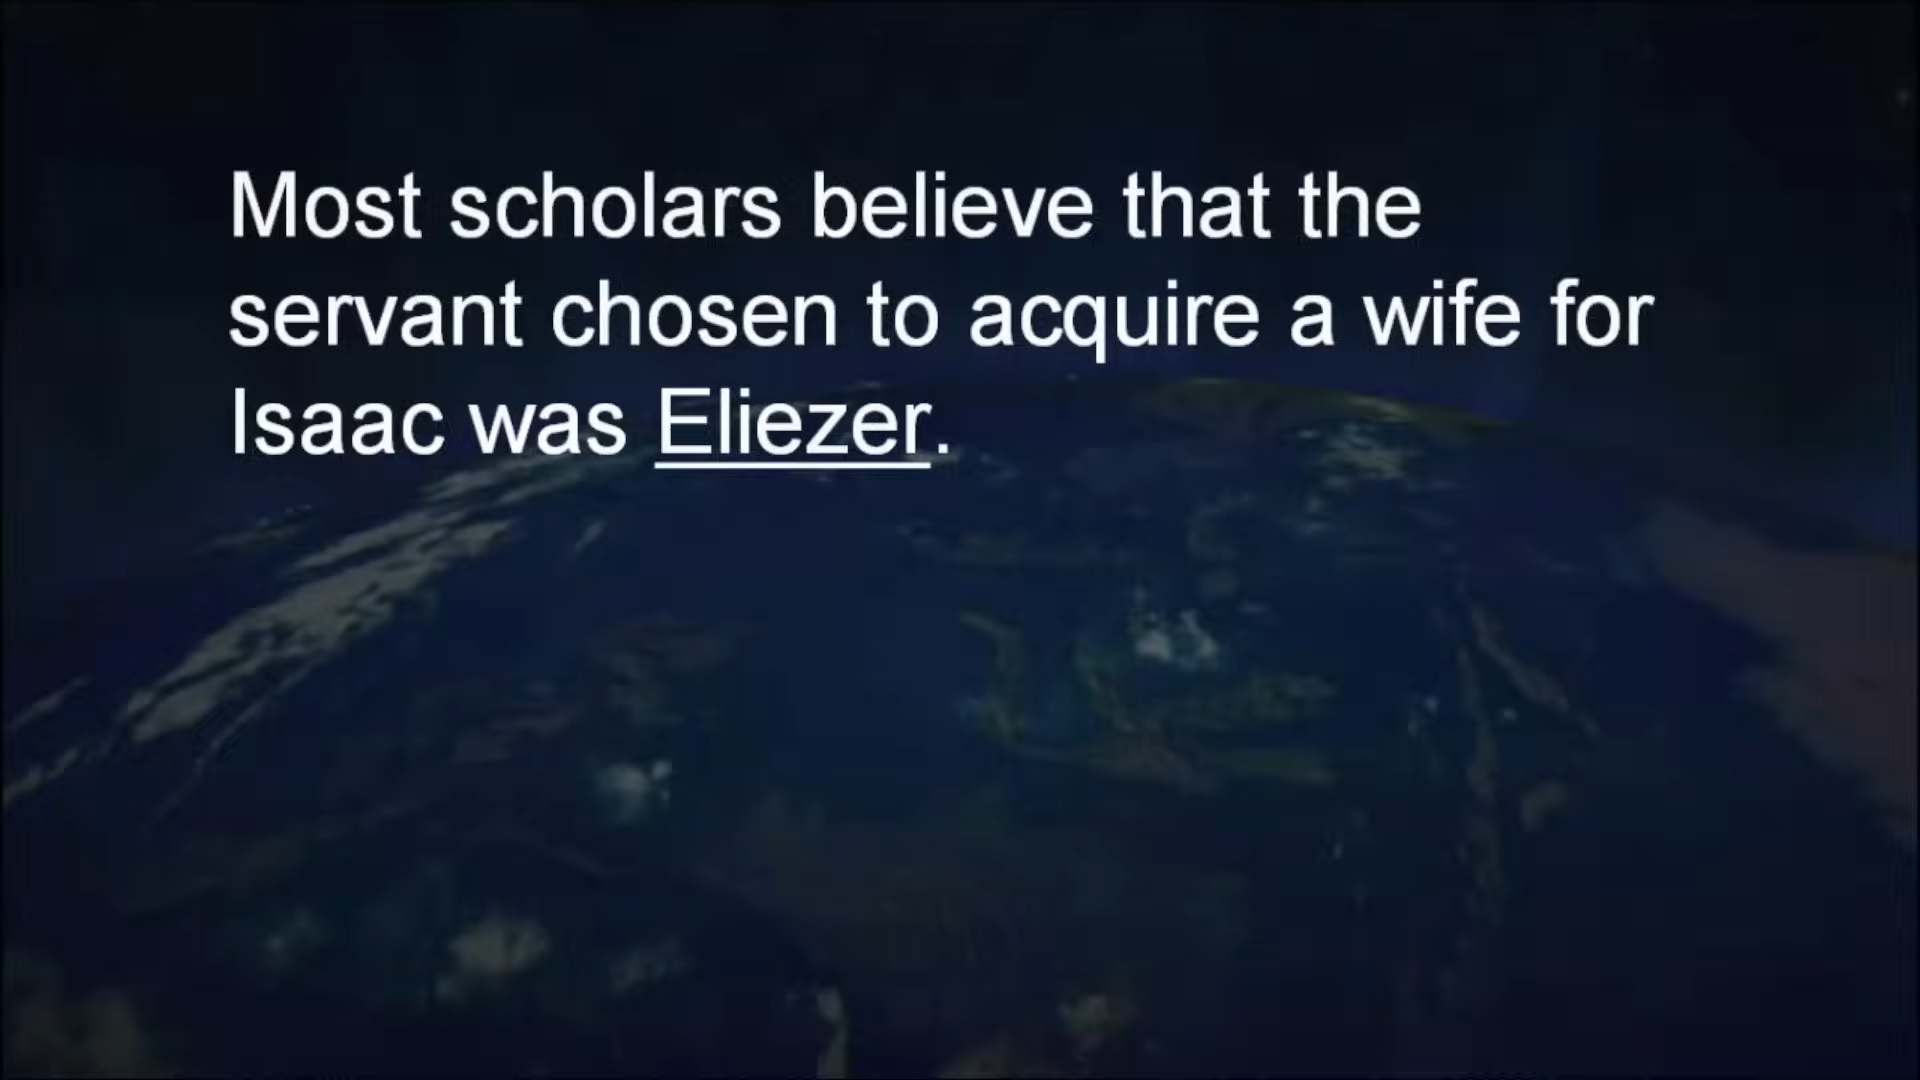 Most scholars believe that the
servant chosen to acquire a wife for
Isaac was Eliezer.